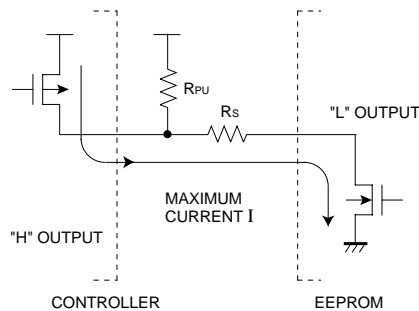 RPU
RS
"L" OUTPUT
MAXIMUM
CURRENT I
"H" OUTPUT
CONTROLLER
EEPROM